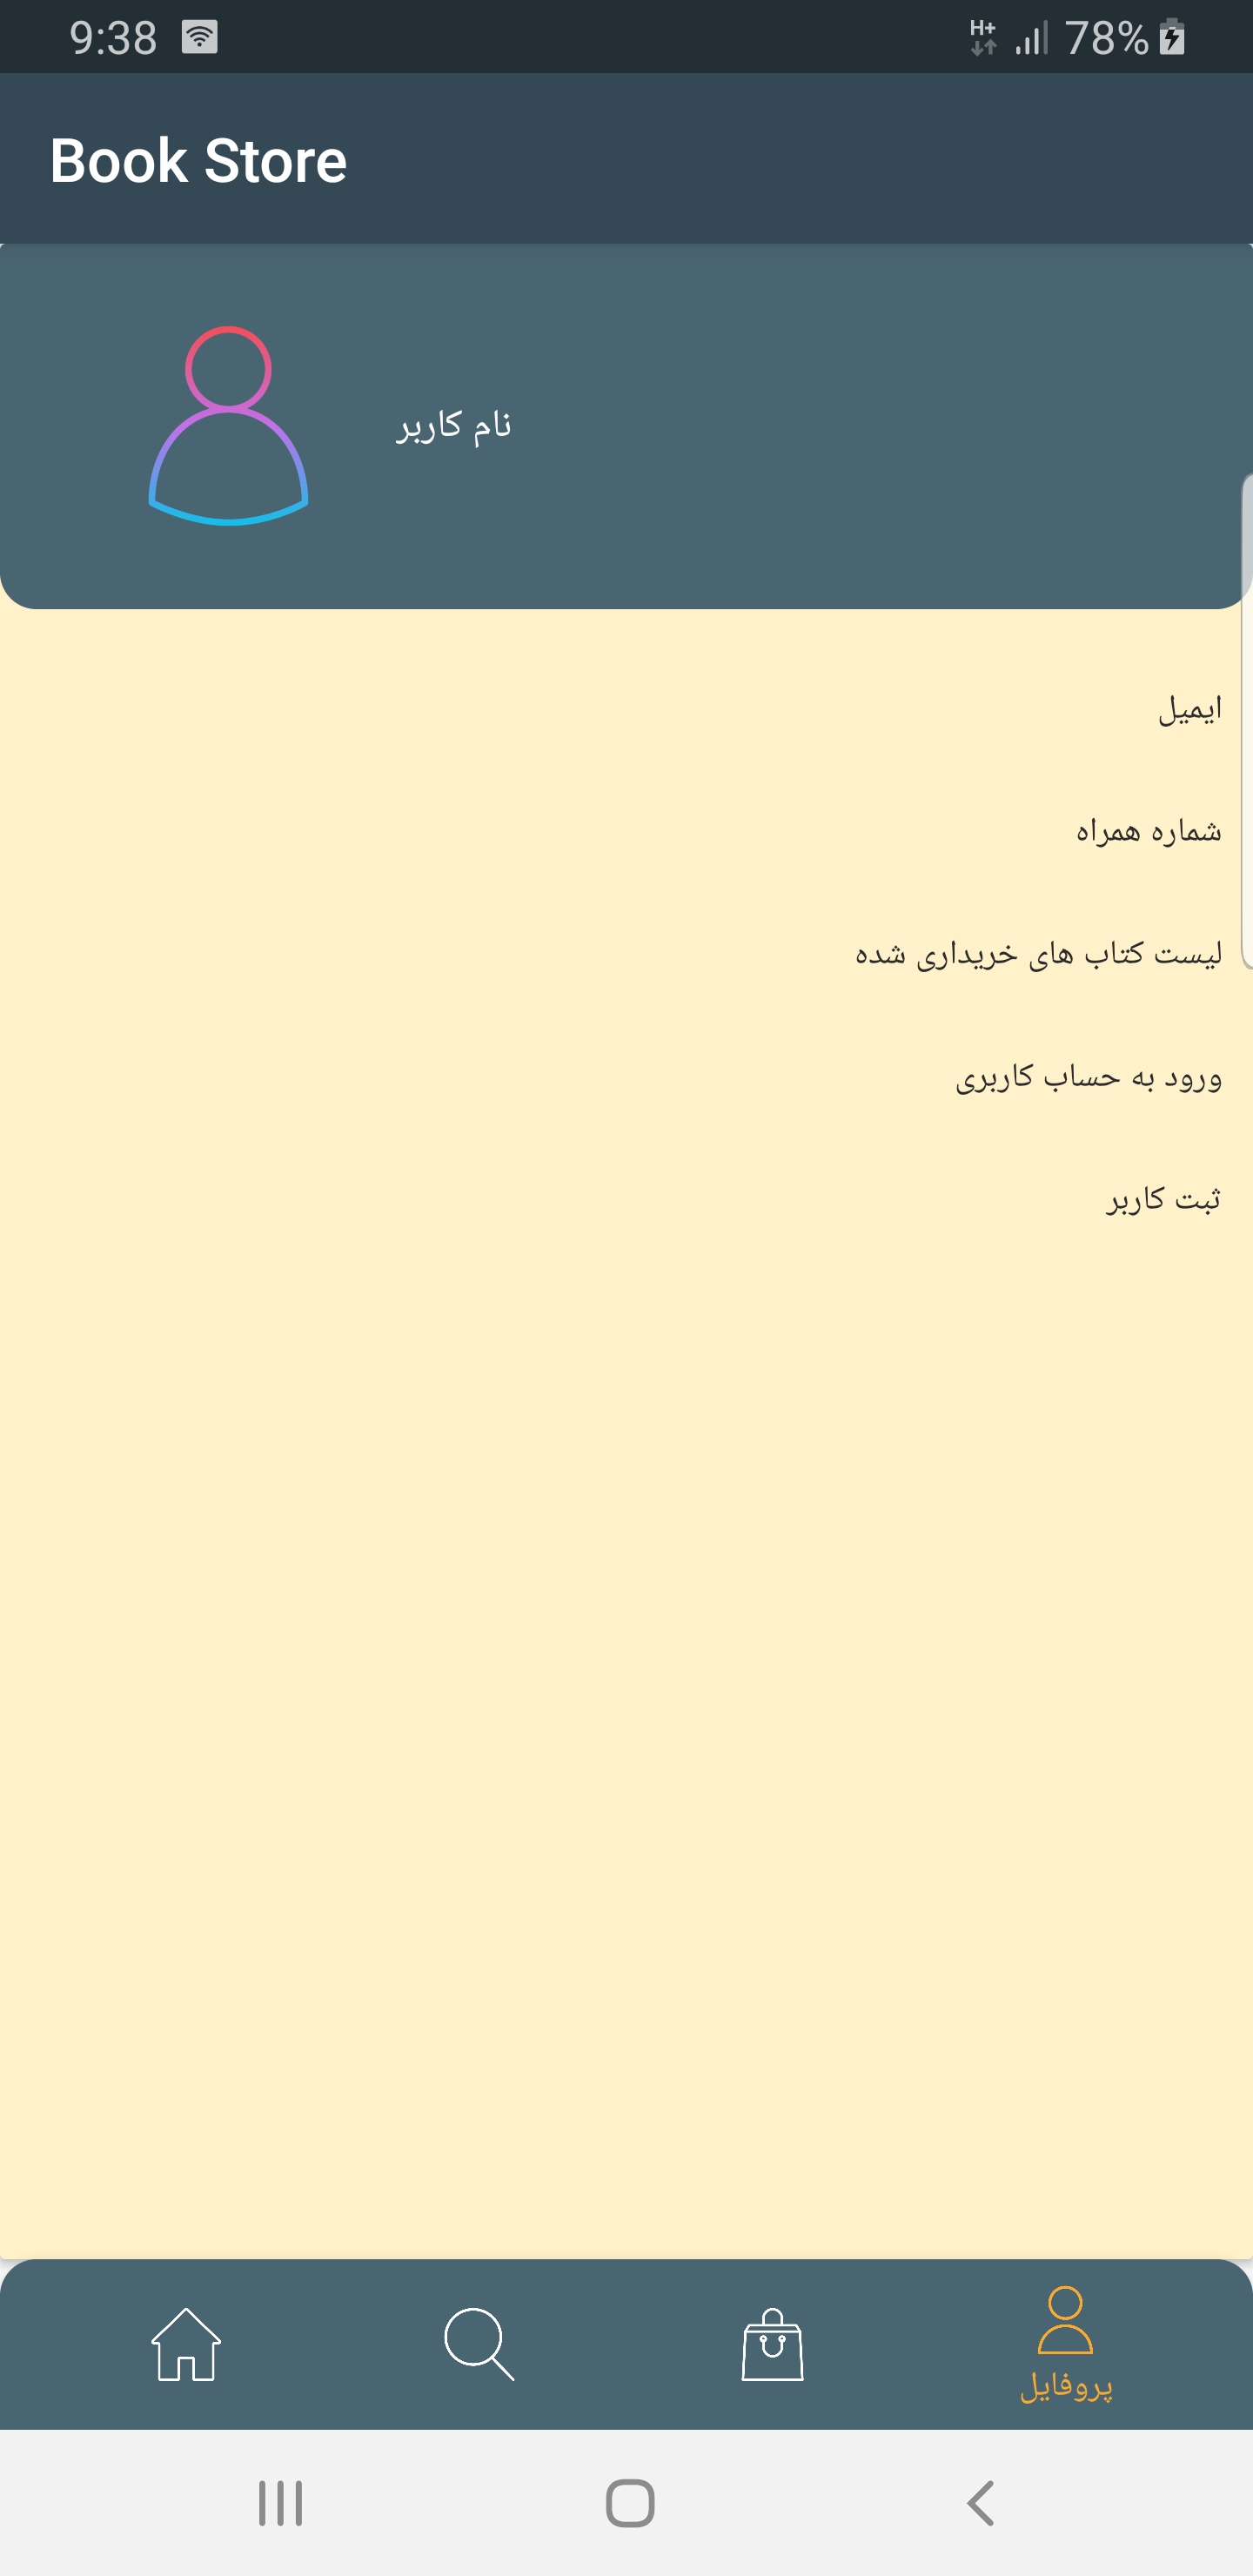 9:38 H+ 78%
Book Store
نام کاربر
ایمیل
شماره همراه
لیست کتاب های خریداری شده
ورود به حساب کاربری
ثبت کاربر
پروفایل